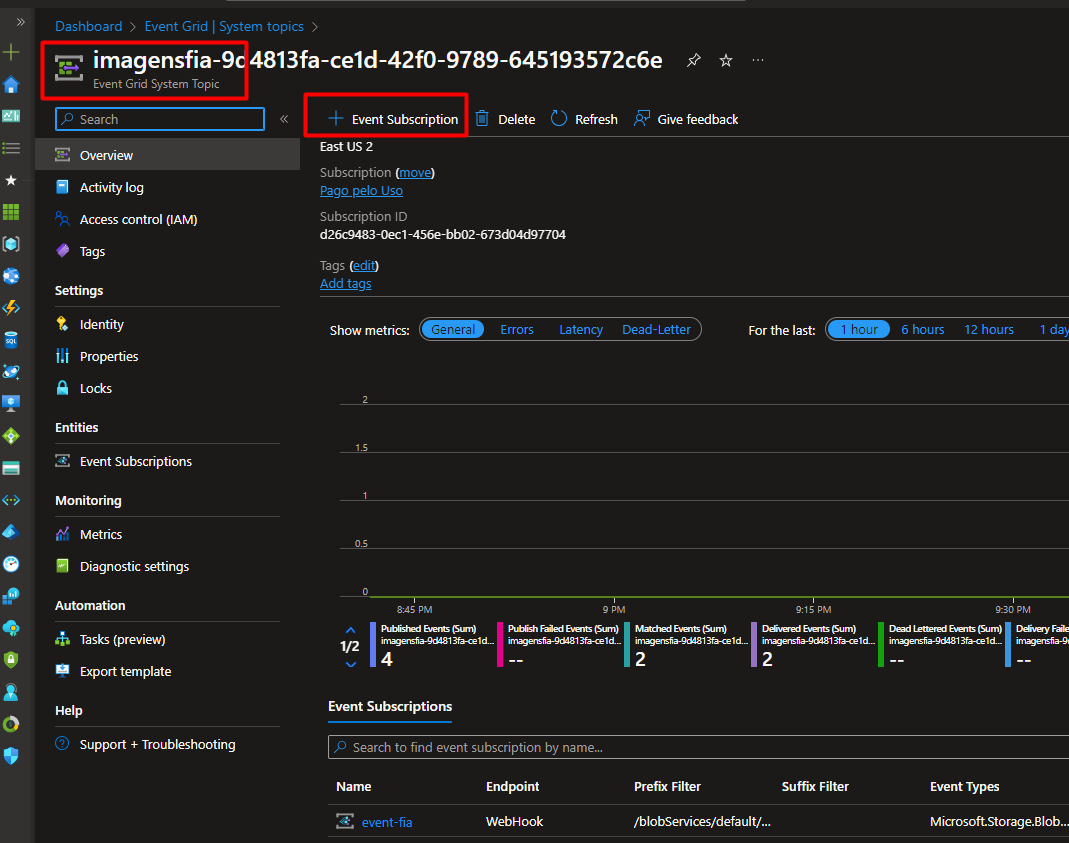 Dashboard > Event Grid | System topics >
imagensfia-9d4813fa-ce1d-42f0-9789-645193572c6e
Event Grid System Topic
Search
Overview
Activity log
Access control (IAM)
Tags
Settings
Identity
Properties
Locks
Entities
Event Subscriptions
Monitoring
Metrics
Diagnostic settings
Automation
Tasks (preview)
Export template
Help
Support + Troubleshooting
Event Subscription Delete Refresh Give feedback
East US 2
Subscription (move)
Pago pelo Uso
Subscription ID
d26c9483-0ec1-456e-bb02-673d04d97704
Tags (edit)
Add tags
Show metrics: General Errors Latency Dead-Letter For the last: 1 hour 6 hours 12 hours 1 day
2
1.5
1
0.5
0
8:45 PM 9 PM 9:15 PM 9:30 PM
1/2
Published Events (Sum)
imagensfia-9d4813fa-ce1d...
4
Publish Failed Events (Sum)
imagensfia-9d4813fa-ce1d...
--
Matched Events (Sum)
imagensfia-9d4813fa-ce1d...
2
Delivered Events (Sum)
imagensfia-9d4813fa-ce1d...
2
Dead Lettered Events (Sum)
imagensfia-9d4813fa-ce1d...
--
Delivery Faile
imagensfia-9
--
Event Subscriptions
Search to find event subscription by name...
Name Endpoint Prefix Filter Suffix Filter Event Types
event-fia WebHook /blobServices/default/... Microsoft.Storage.Blob...
SQL